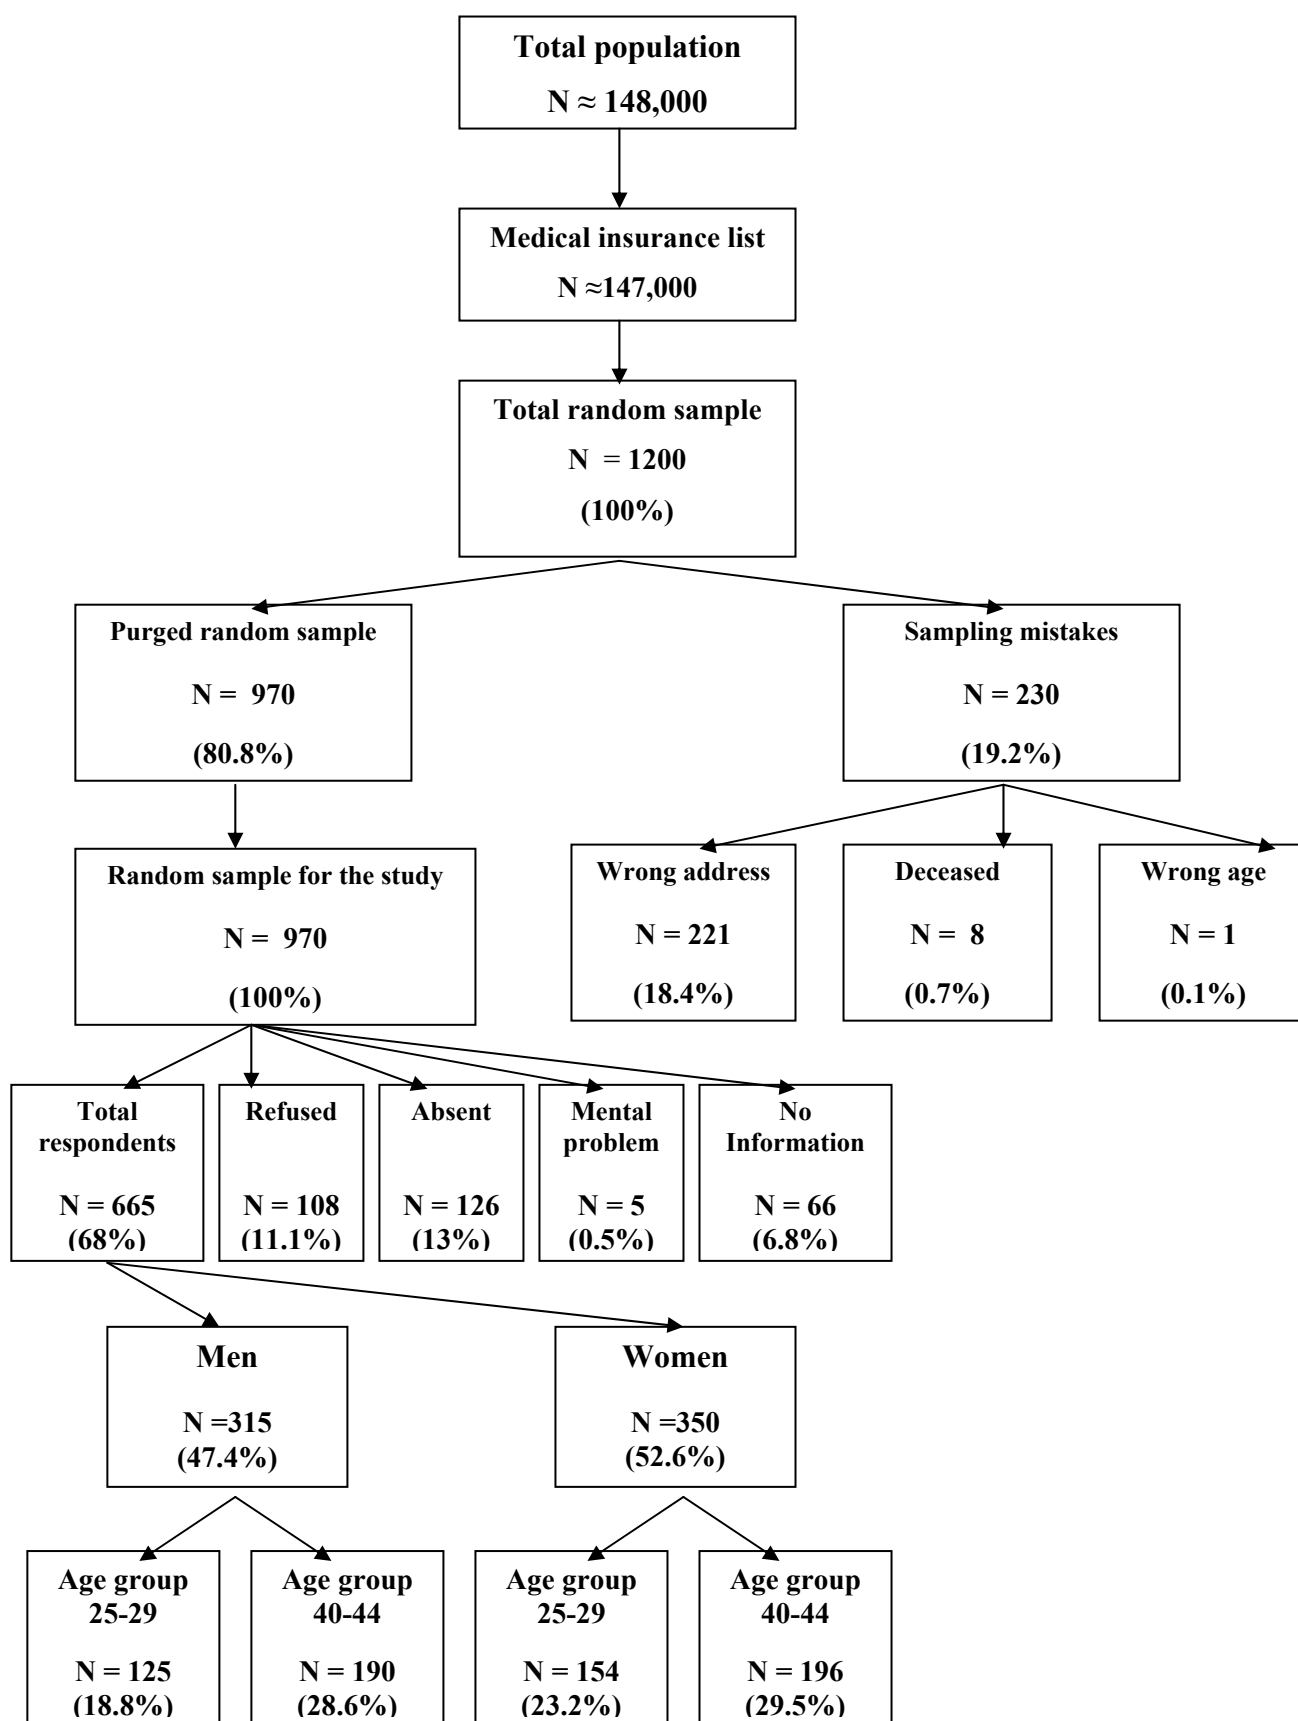 Total population
N ≈ 148,000
Medical insurance list
N ≈147,000
Total random sample
N = 1200
(100%)
Purged random sample
N = 970
(80.8%)
Sampling mistakes
N = 230
(19.2%)
Random sample for the study
N = 970
(100%)
Wrong address
N = 221
(18.4%)
Deceased
N = 8
(0.7%)
Wrong age
N = 1
(0.1%)
Total
respondents
N = 665
(68%)
Refused
N = 108
(11.1%)
Absent
N = 126
(13%)
Mental
problem
N = 5
(0.5%)
No
Information
N = 66
(6.8%)
Men
N =315
(47.4%)
Women
N =350
(52.6%)
Age group
25-29
N = 125
(18.8%)
Age group
40-44
N = 190
(28.6%)
Age group
25-29
N = 154
(23.2%)
Age group
40-44
N = 196
(29.5%)